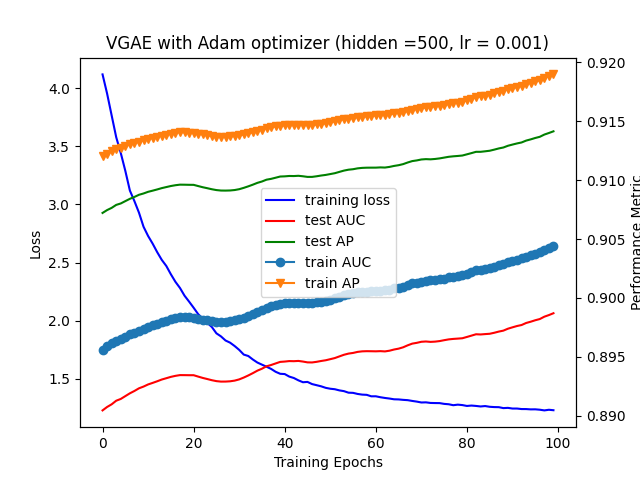 VGAE with Adam optimizer (hidden =500, lr = 0.001)
4.0
3.5
3.0
2.5
2.0
1.5
Loss
0.920
0.915
0.910
0.905
0.900
0.895
0.890
Performance Metric
training loss
test AUC
test AP
train AUC
train AP
0
20
40
60
80
100
Training Epochs